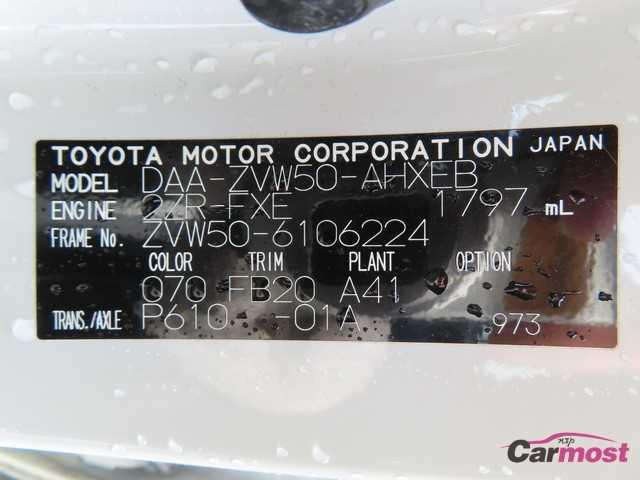 TOYOTA MOTOR CORPORATION JAPAN
MODEL DAA-ZVW50-AHXEB
ENGINE 2ZR-FXE 1797 mL
FRAME No. ZVW50-6106224
COLOR TRIM PLANT OPTION
070 FB20 A41
TRANS./AXLE P610 -01A 973
Carmost